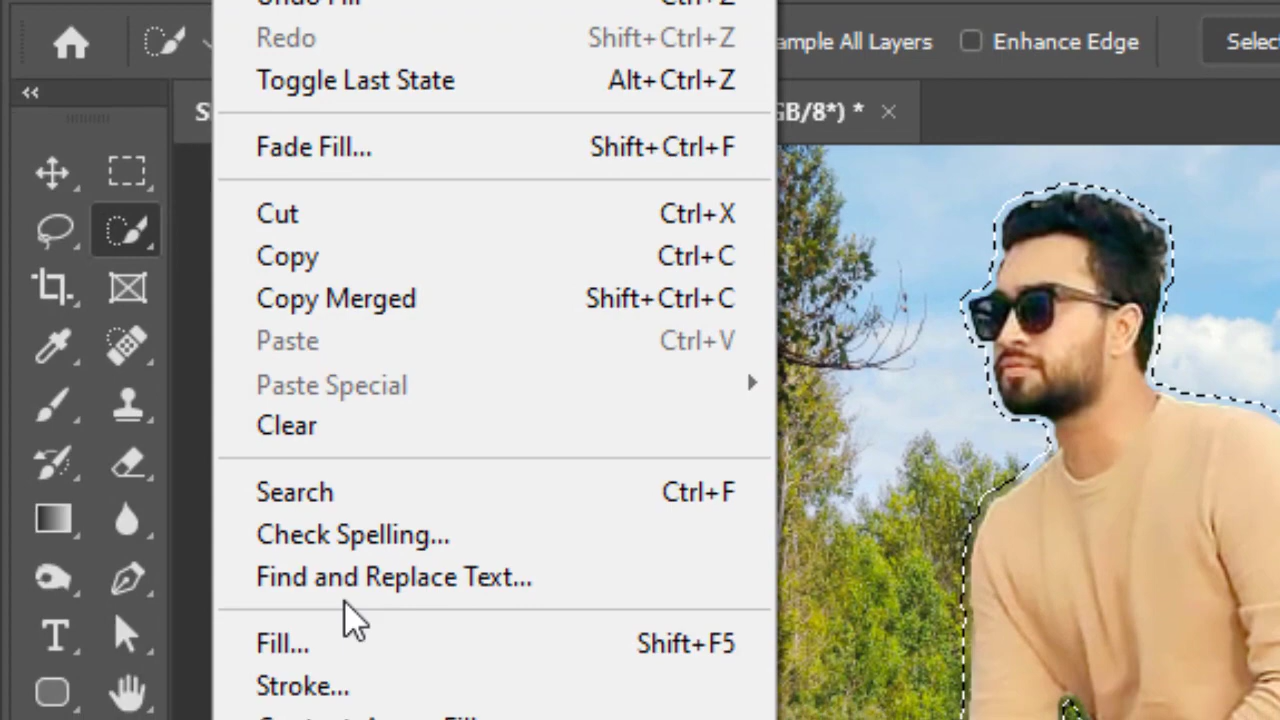 Undo Fill Ctrl+Z
Redo Shift+Ctrl+Z
ample All Layers Enhance Edge Selec
Toggle Last State Alt+Ctrl+Z
S GB/8*) * ×
Fade Fill... Shift+Ctrl+F
Cut Ctrl+X
Copy Ctrl+C
Copy Merged Shift+Ctrl+C
Paste Ctrl+V
Paste Special
Clear
Search Ctrl+F
Check Spelling...
Find and Replace Text...
Fill... Shift+F5
Stroke...